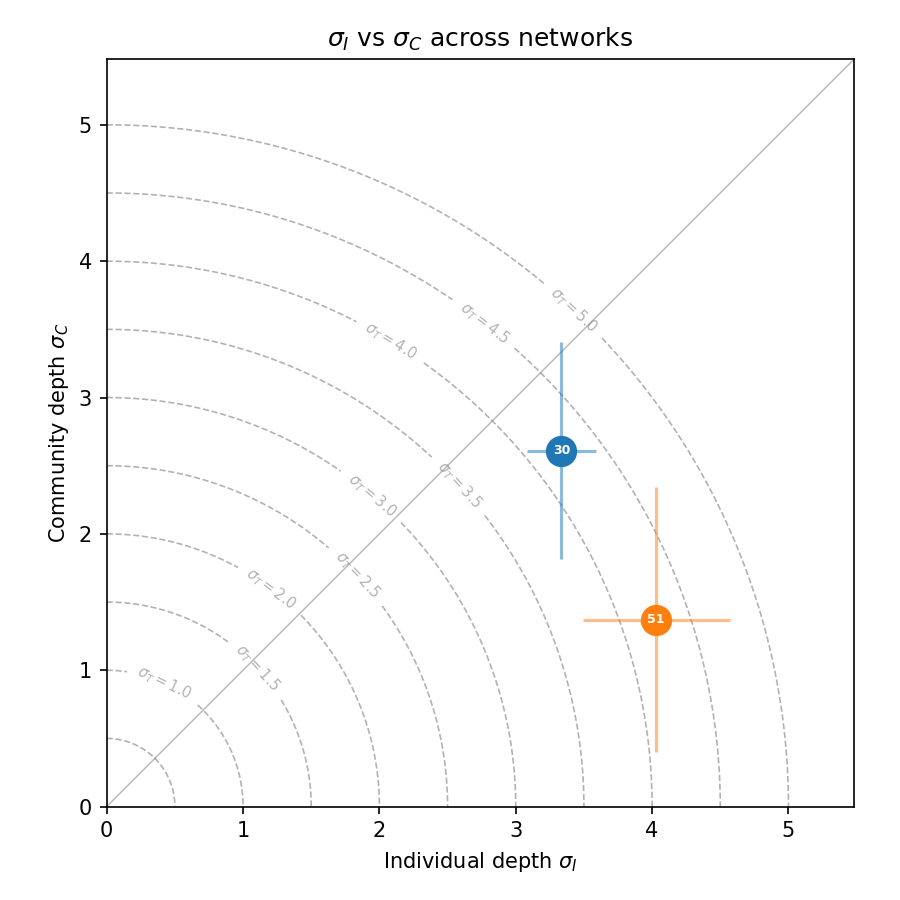 σ_I vs σ_C across networks
Community depth σ_C
5
4
3
2
1
0
σ_T = 5.0
σ_T = 4.5
σ_T = 4.0
σ_T = 3.5
σ_T = 3.0
σ_T = 2.5
σ_T = 2.0
σ_T = 1.5
σ_T = 1.0
30
51
0 1 2 3 4 5
Individual depth σ_I